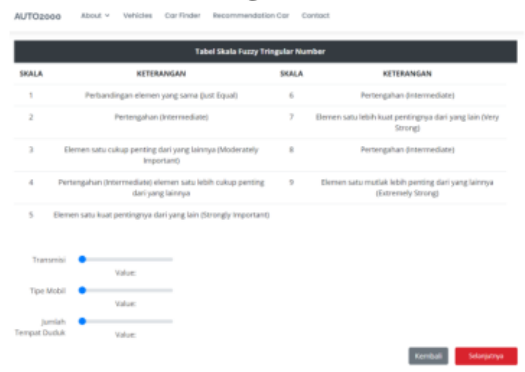 AUTO2000 About Vehicles Car Finder Recommendation Car Contact
Tabel Skala Fuzzy Tringular Number
SKALA KETERANGAN SKALA KETERANGAN
1 Perbandingan elemen yang sama (Just Equal) 6 Pertengahan (Intermediate)
2 Pertengahan (Intermediate) 7 Elemen satu lebih kuat pentingnya dari yang lain (Very
Strong)
3 Elemen satu cukup penting dari yang lainnya (Moderately
Important) 8 Pertengahan (Intermediate)
4 Pertengahan (Intermediate) elemen satu lebih cukup penting
dari yang lainnya 9 Elemen satu mutlak lebih penting dari yang lainnya
(Extremely Strong)
5 Elemen satu kuat pentingnya dari yang lain (Strongly Important)
Transmisi
Value:
Tipe Mobil
Value:
Jumlah
Tempat Duduk
Value:
Kembali Selanjutnya